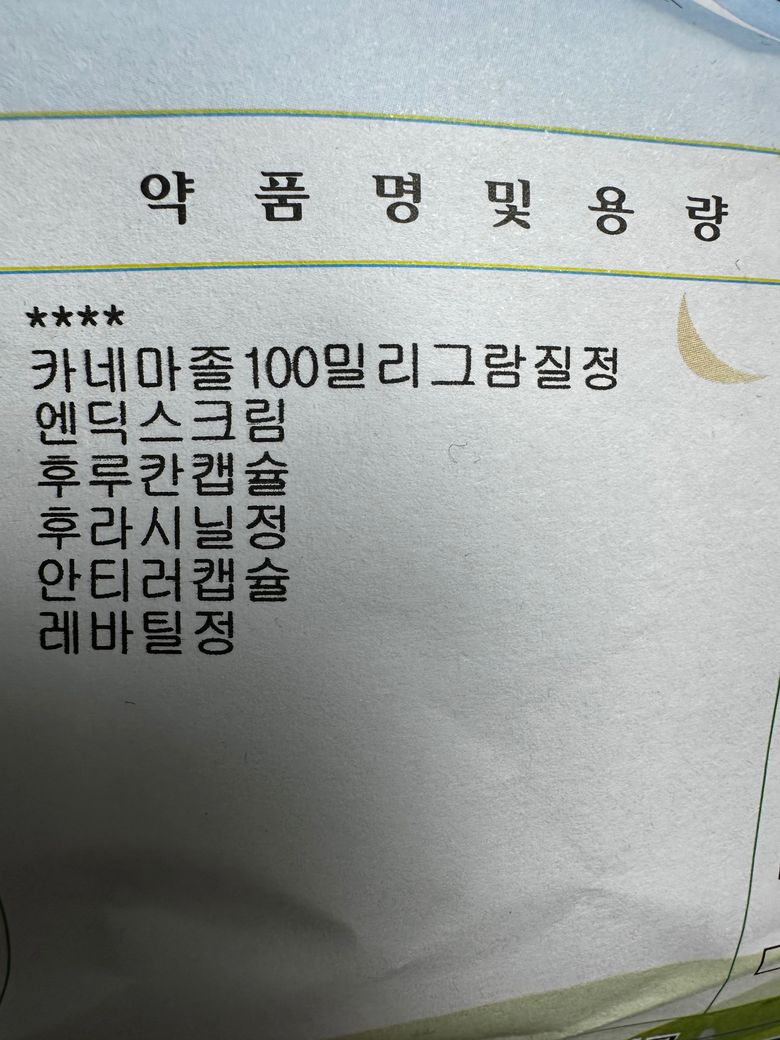 약 품 명 및 용 량
****
카네마졸100밀리그람질정
엔딕스크림
후루칸캡슐
후라시닐정
안티러캡슐
레바틸정